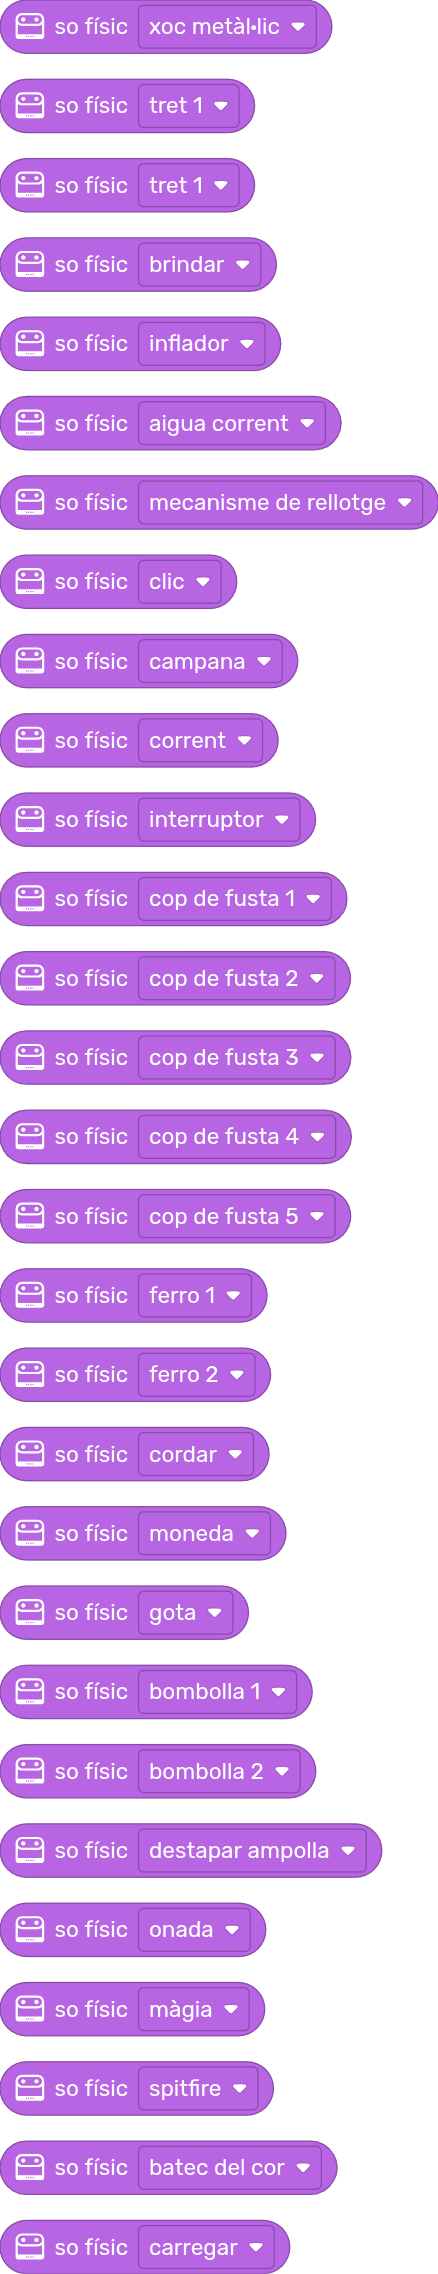 so físic xoc metàl·lic
so físic tret 1
so físic tret 1
so físic brindar
so físic inflador
so físic aigua corrent
so físic mecanisme de rellotge
so físic clic
so físic campana
so físic corrent
so físic interruptor
so físic cop de fusta 1
so físic cop de fusta 2
so físic cop de fusta 3
so físic cop de fusta 4
so físic cop de fusta 5
so físic ferro 1
so físic ferro 2
so físic cordar
so físic moneda
so físic gota
so físic bombolla 1
so físic bombolla 2
so físic destapar ampolla
so físic onada
so físic màgia
so físic spitfire
so físic batec del cor
so físic carregar